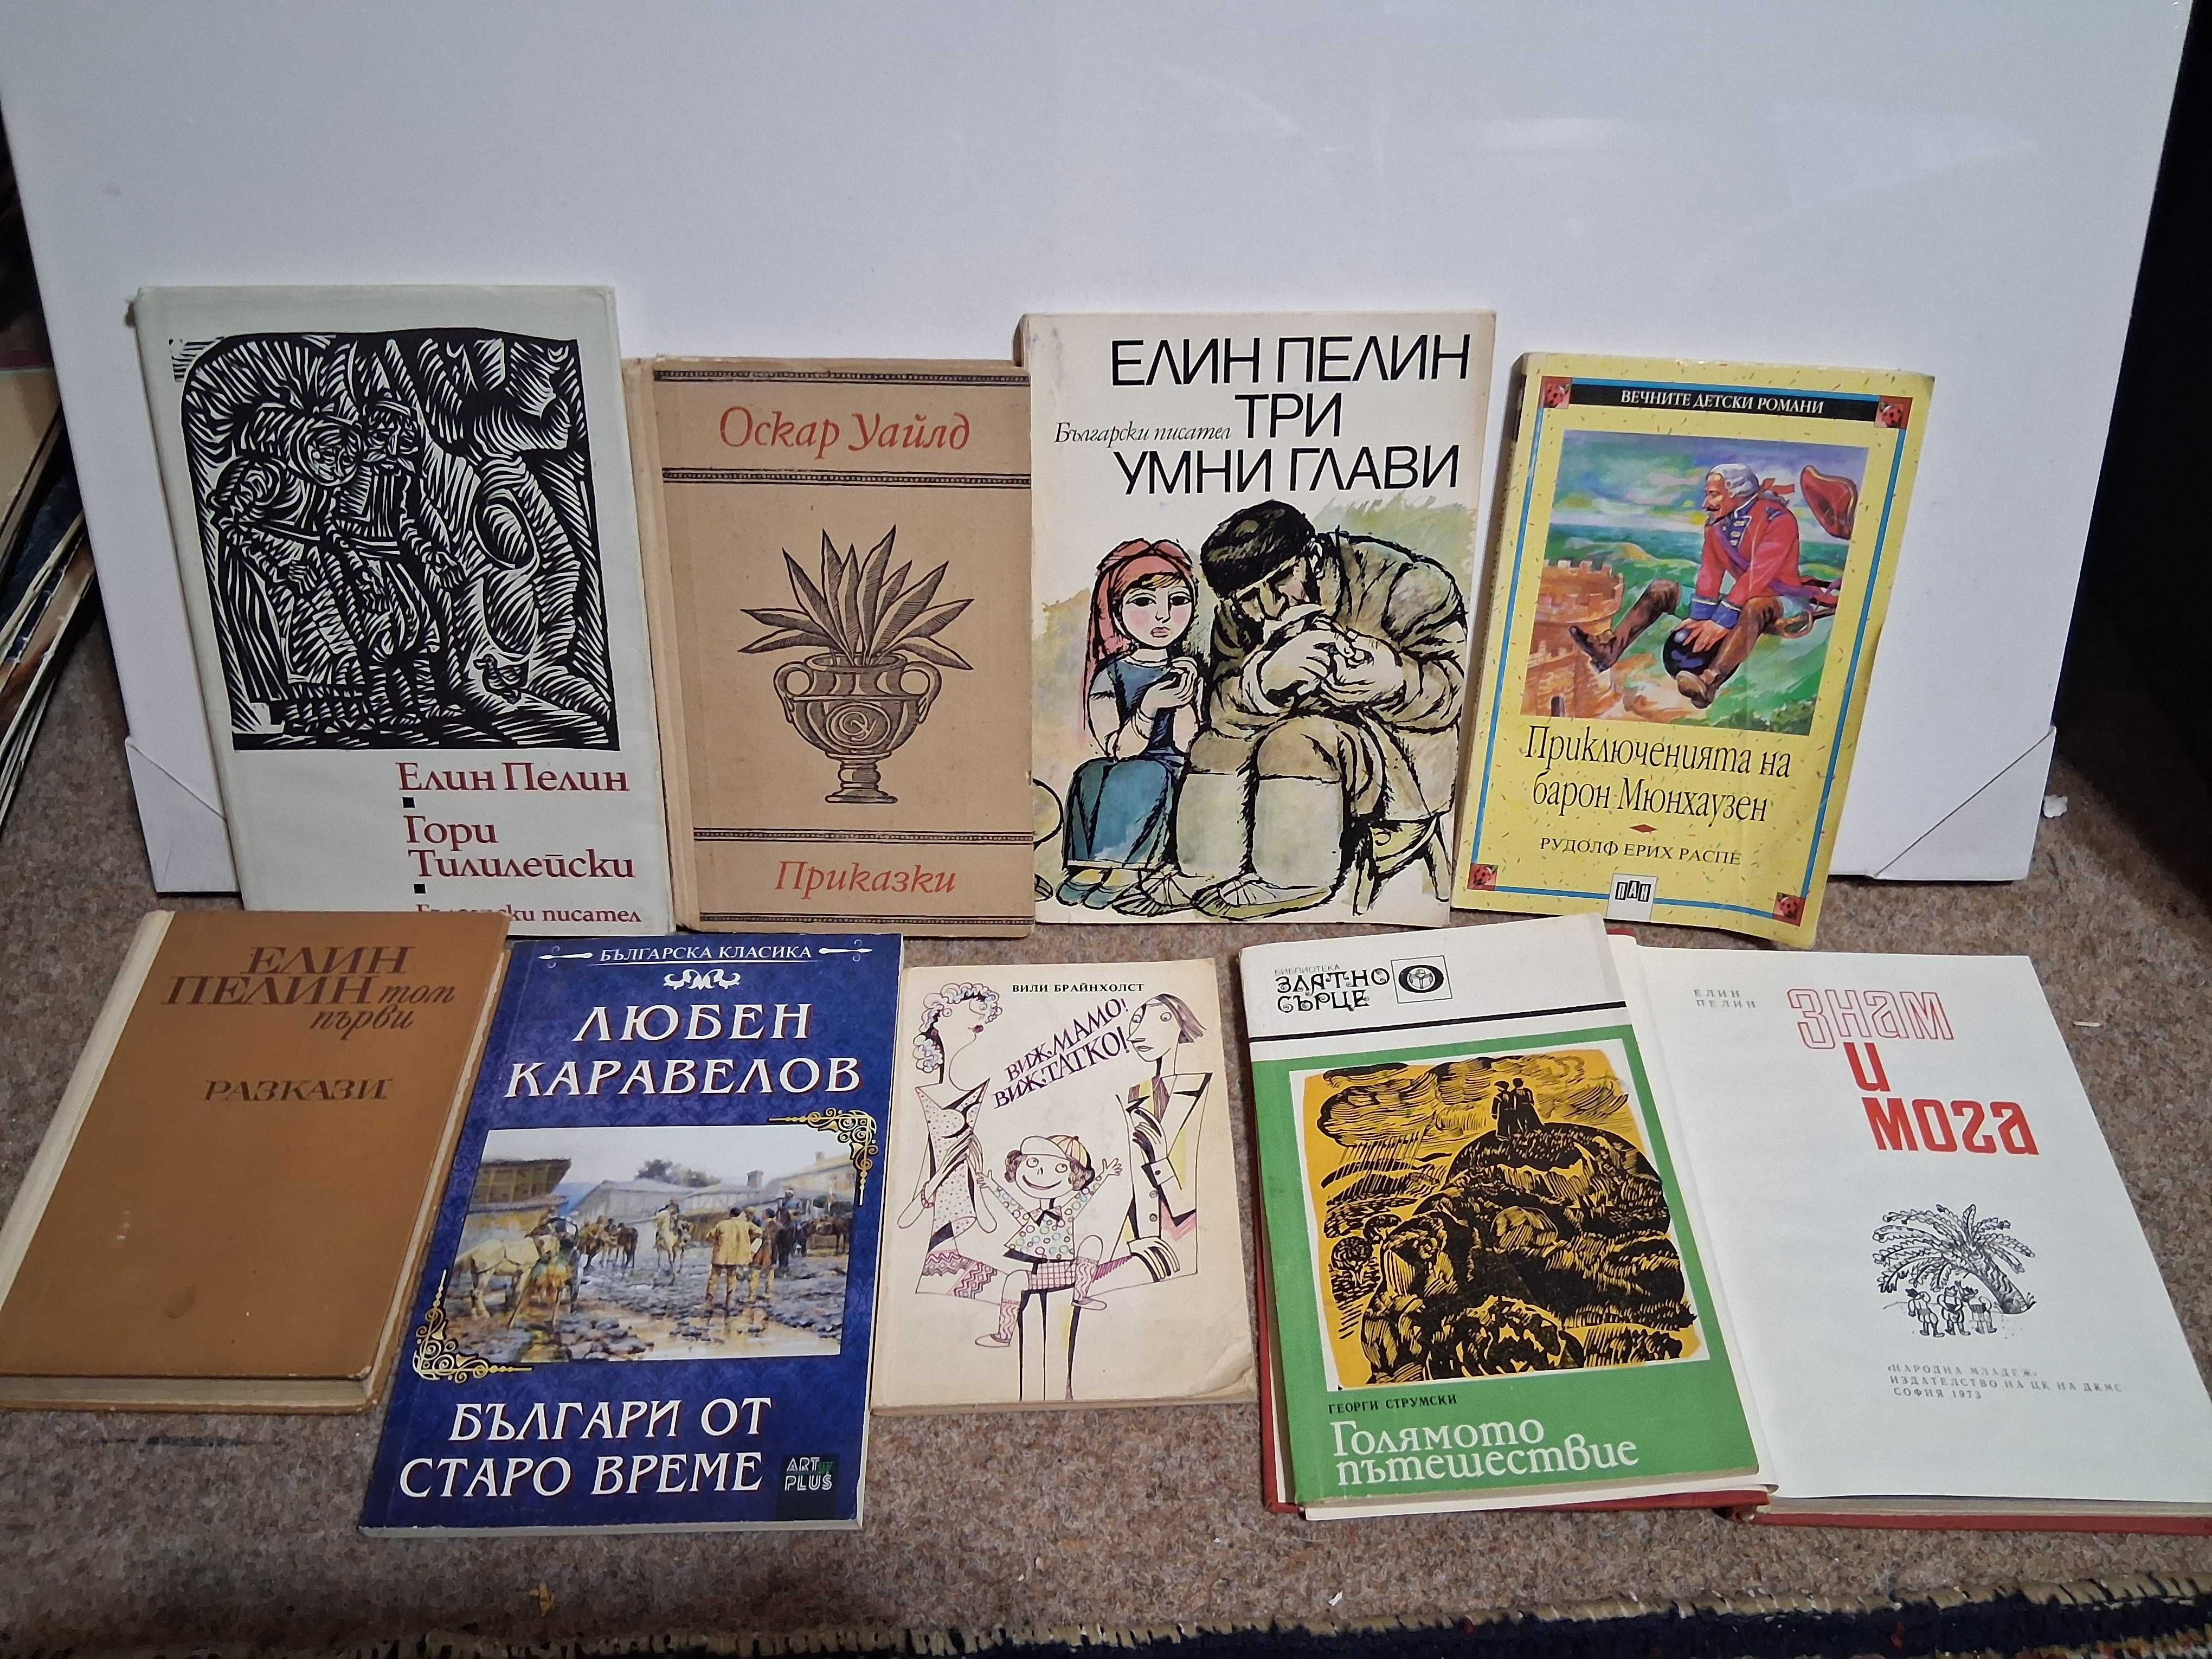 Елин Пелин
Гори
Тилилейски
Български писател
Оскар Уайлд
Приказки
ЕЛИН ПЕЛИН
ТРИ
Български писател
УМНИ ГЛАВИ
ВЕЧНИТЕ ДЕТСКИ РОМАНИ
Приключенията на
барон Мюнхаузен
РУДОЛФ ЕРИХ РАСПЕ
ПАН
ЕЛИН
ПЕЛИН том
първи
РАЗКАЗИ
БЪЛГАРСКА КЛАСИКА
ЛЮБЕН
КАРАВЕЛОВ
БЪЛГАРИ ОТ
СТАРО ВРЕМЕ
ART
PLUS
ВИЛИ БРАЙНХОЛСТ
ВИЖ, МАМО!
ВИЖ, ТАТКО!
БИБЛИОТЕКА
ЗЛАТНО
СЪРЦЕ
ГЕОРГИ СТРУМСКИ
Голямото
пътешествие
ЕЛИН
ПЕЛИН
Знам
и
мога
«НАРОДНА МЛАДЕЖ»
ИЗДАТЕЛСТВО НА ЦК НА ДКМС
СОФИЯ 1973